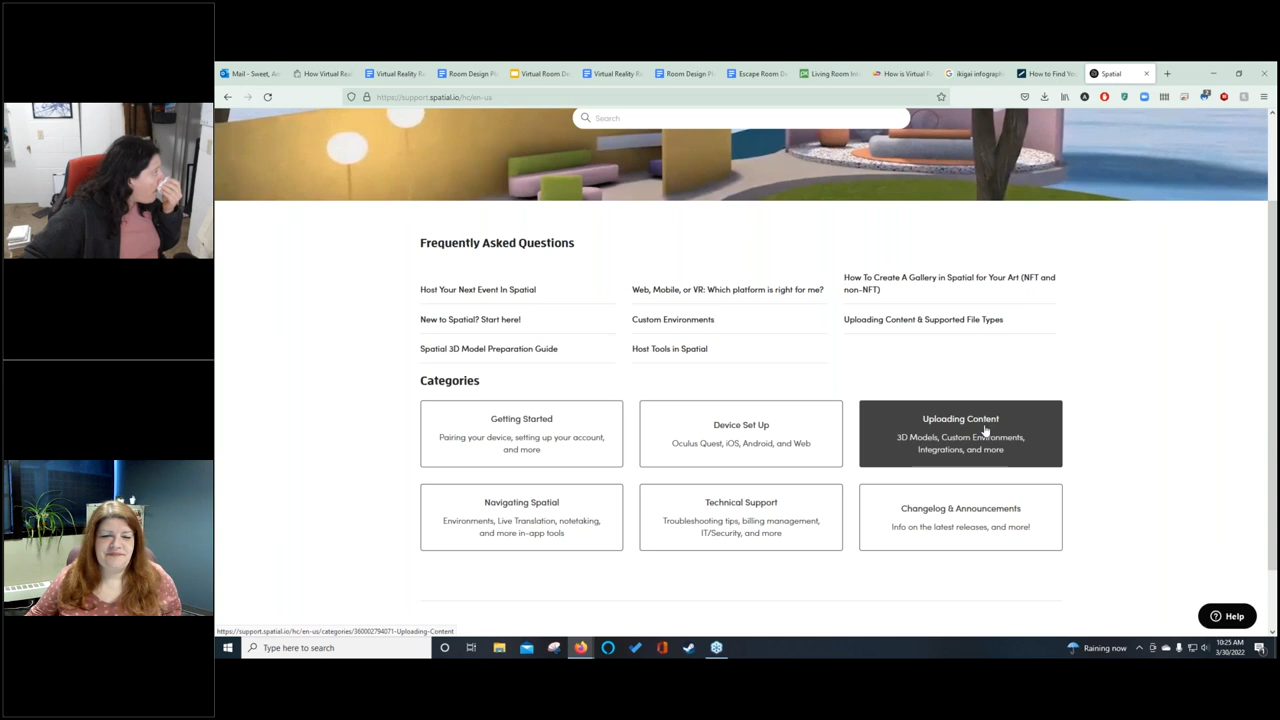 Mail - Sweet, An
How Virtual Rea
Virtual Reality R
Room Design Pl
Virtual Room De
Virtual Reality R
Room Design Pl
Escape Room D
Living Room In
How is Virtual R
ikigai infograph
How to Find Yo
Spatial
https://support.spatial.io/hc/en-us
Search
Frequently Asked Questions
Host Your Next Event In Spatial
Web, Mobile, or VR: Which platform is right for me?
How To Create A Gallery in Spatial for Your Art (NFT and
non-NFT)
New to Spatial? Start here!
Custom Environments
Uploading Content & Supported File Types
Spatial 3D Model Preparation Guide
Host Tools in Spatial
Categories
Getting Started
Pairing your device, setting up your account,
and more
Device Set Up
Oculus Quest, iOS, Android, and Web
Uploading Content
3D Models, Custom Environments,
Integrations, and more
Navigating Spatial
Environments, Live Translation, notetaking,
and more in-app tools
Technical Support
Troubleshooting tips, billing management,
IT/Security, and more
Changelog & Announcements
Info on the latest releases, and more!
Help
https://support.spatial.io/hc/en-us/categories/360002794071-Uploading-Content
Type here to search
Raining now
10:25 AM
3/30/2022